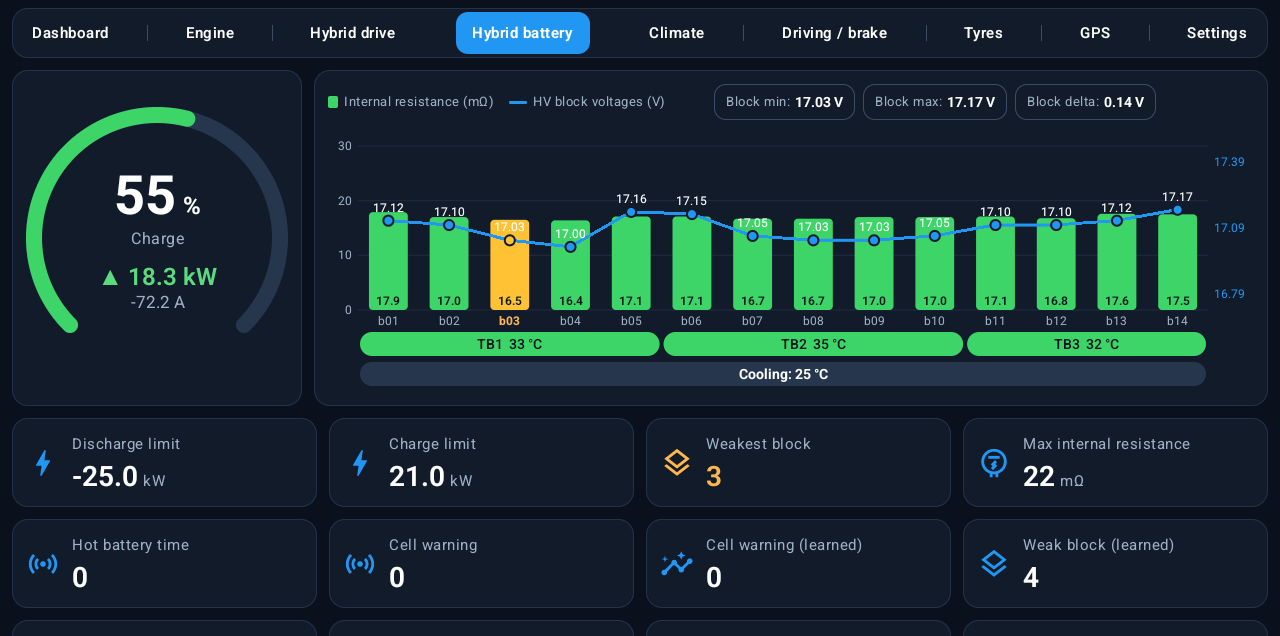 Dashboard Engine Hybrid drive Hybrid battery Climate Driving / brake Tyres GPS Settings
55 %
Charge
▲ 18.3 kW
-72.2 A
Internal resistance (mΩ) HV block voltages (V) Block min: 17.03 V Block max: 17.17 V Block delta: 0.14 V
30
20
10
0
17.39
17.09
16.79
17.12 17.10 17.03 17.00 17.16 17.15 17.05 17.03 17.03 17.05 17.10 17.10 17.12 17.17
17.9 17.0 16.5 16.4 17.1 17.1 16.7 16.7 17.0 17.0 17.1 16.8 17.6 17.5
b01 b02 b03 b04 b05 b06 b07 b08 b09 b10 b11 b12 b13 b14
TB1 33 °C TB2 35 °C TB3 32 °C
Cooling: 25 °C
Discharge limit
-25.0 kW
Charge limit
21.0 kW
Weakest block
3
Max internal resistance
22 mΩ
Hot battery time
0
Cell warning
0
Cell warning (learned)
0
Weak block (learned)
4